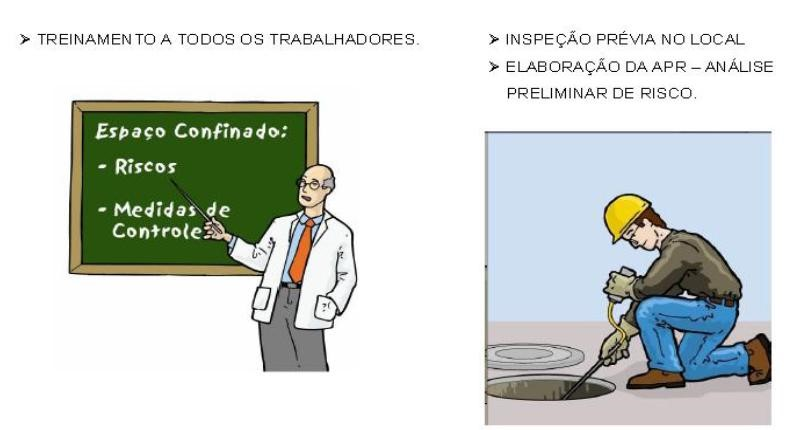 ➢ TREINAMENTO A TODOS OS TRABALHADORES.
Espaço Confinado:
- Riscos
- Medidas de
Controle
➢ INSPEÇÃO PRÉVIA NO LOCAL
➢ ELABORAÇÃO DA APR – ANÁLISE
PRELIMINAR DE RISCO.